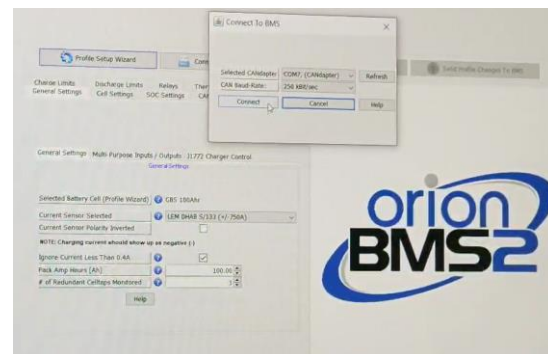 Connect To BMS
Profile Setup Wizard
Conn
Send Profile Changes To BMS
Selected CANdapter: COM7, (CANdapter) Refresh
CAN Baud-Rate: 250 kBit/sec
Connect Cancel Help
Charge Limits Discharge Limits Relays Ther
General Settings Cell Settings SOC Settings CAN
General Settings Multi Purpose Inputs / Outputs J1772 Charger Control
General Settings
Selected Battery Cell (Profile Wizard) GBS 100Ahr
Current Sensor Selected LEM DHAB S/133 (+/-750A)
Current Sensor Polarity Inverted
NOTE: Charging current should show up as negative (-)
Ignore Current Less Than 0.4A
Pack Amp Hours [Ah] 100.00
# of Redundant Celltaps Monitored
Help
orion
BMS2